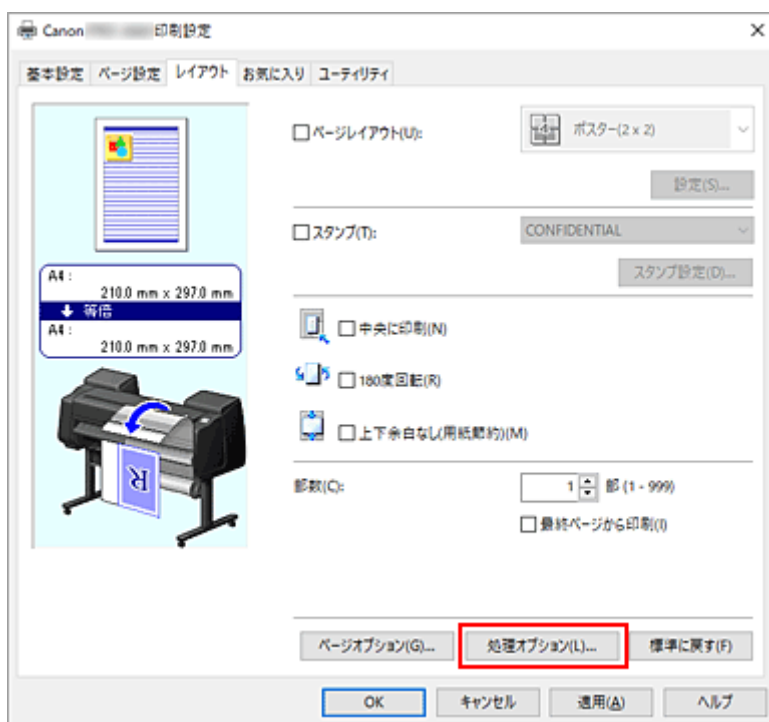 Canon 印刷設定
基本設定 ページ設定 レイアウト お気に入り ユーティリティ
ページレイアウト(U):
ポスター(2 x 2)
設定(S)...
スタンプ(T):
CONFIDENTIAL
スタンプ設定(D)...
A4 :
210.0 mm x 297.0 mm
等倍
A4 :
210.0 mm x 297.0 mm
中央に印刷(N)
180度回転(R)
上下余白なし(用紙節約)(M)
R
部数(C):
1 部 (1 - 999)
最終ページから印刷(I)
ページオプション(G)... 処理オプション(L)... 標準に戻す(F)
OK キャンセル 適用(A) ヘルプ